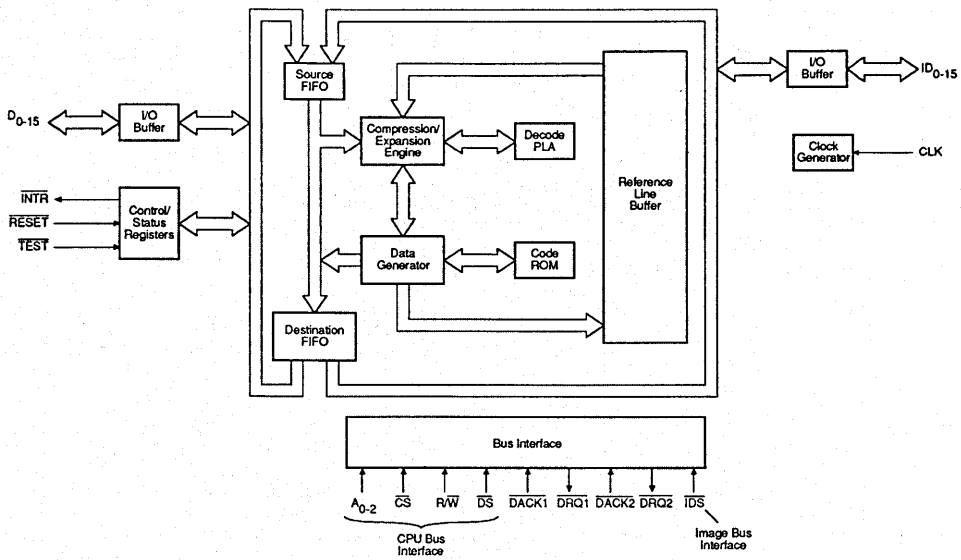 Source
FIFO
I/O
Buffer
ID0-15
D0-15
I/O
Buffer
Compression/
Expansion
Engine
Decode
PLA
Clock
Generator
CLK
INTR
RESET
TEST
Control/
Status
Registers
Reference
Line
Buffer
Data
Generator
Code
ROM
Destination
FIFO
Bus Interface
A0-2 CS R/W DS DACK1 DRQ1 DACK2 DRQ2 IDS
CPU Bus
Interface
Image Bus
Interface